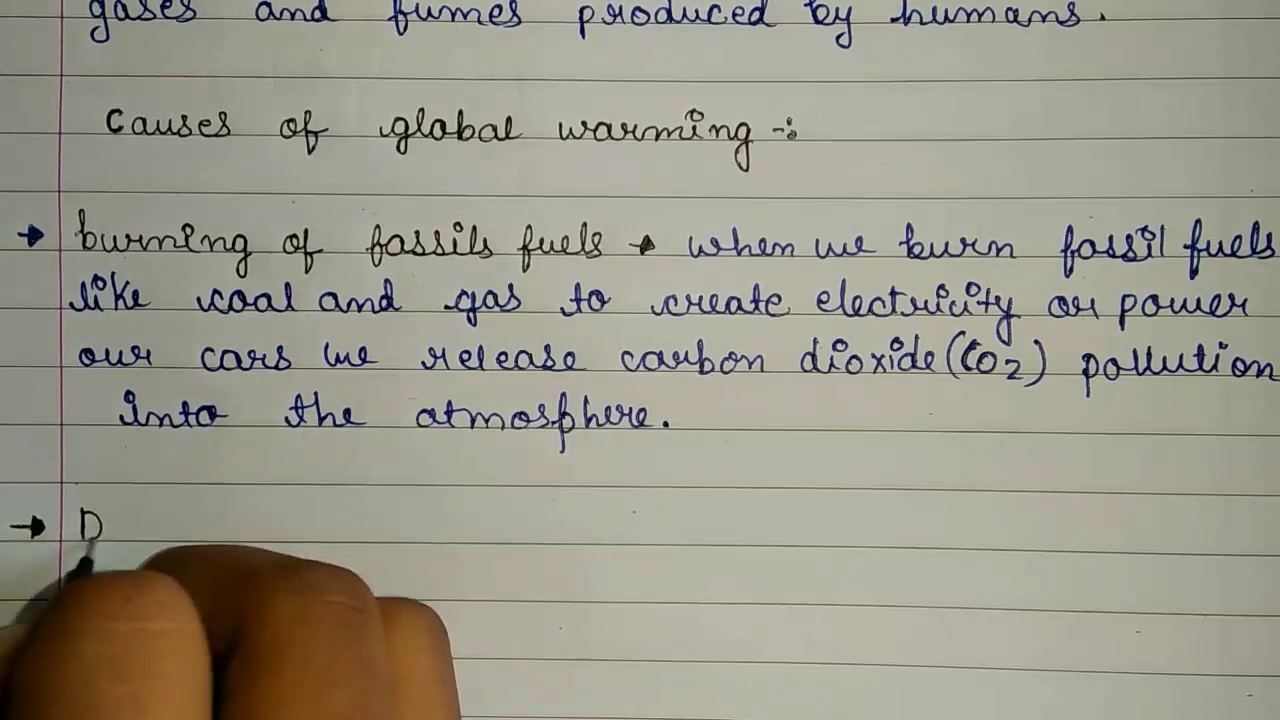 gases and fumes produced by humans.
Causes of global warming -:
→ burning of fassils fuels → when we burn fossil fuels
like coal and gas to create electricity or power
our cars we release carbon dioxide (CO2) pollution
into the atmosphere.
→ D